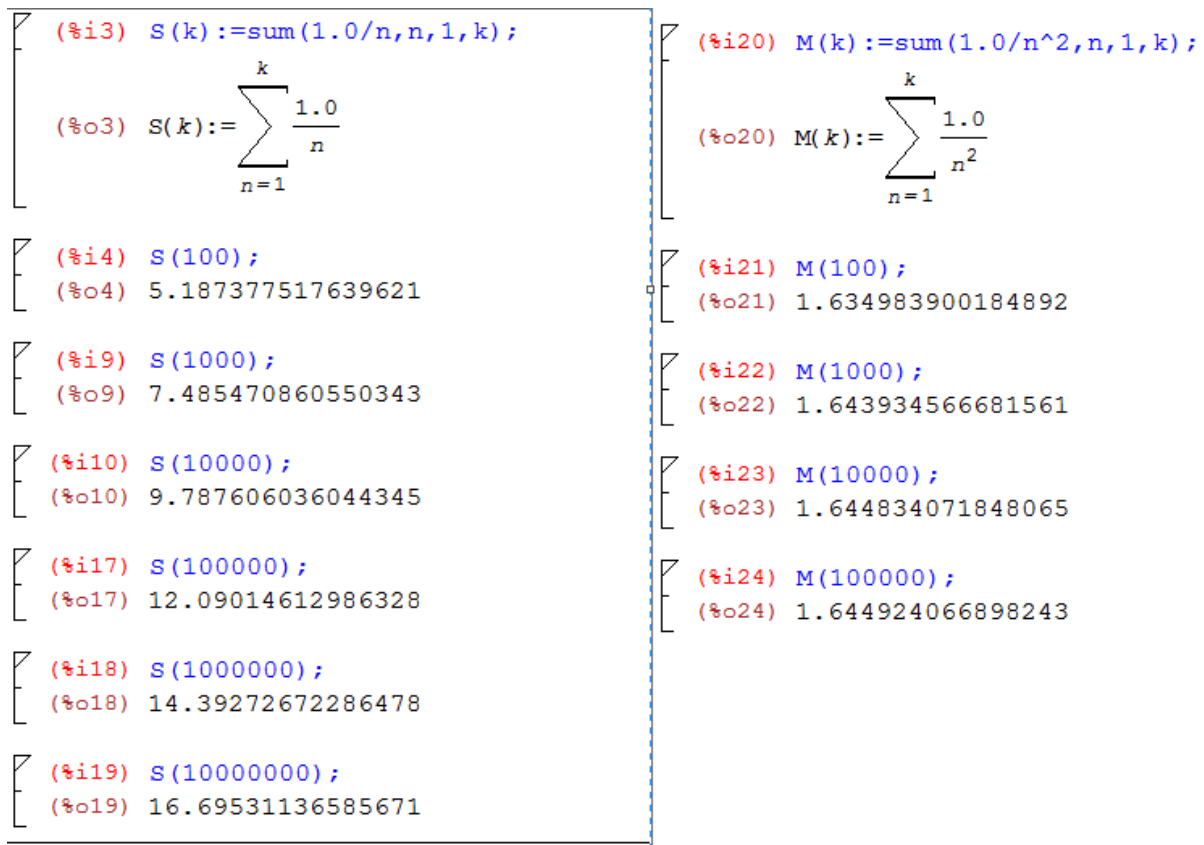 (%i3) S(k):=sum(1.0/n,n,1,k);
k
(%o3) S(k):= ∑ 1.0
n
n=1
(%i4) S(100);
(%o4) 5.187377517639621
(%i9) S(1000);
(%o9) 7.485470860550343
(%i10) S(10000);
(%o10) 9.787606036044345
(%i17) S(100000);
(%o17) 12.09014612986328
(%i18) S(1000000);
(%o18) 14.39272672286478
(%i19) S(10000000);
(%o19) 16.69531136585671
(%i20) M(k):=sum(1.0/n^2,n,1,k);
k
(%o20) M(k):= ∑ 1.0
n²
n=1
(%i21) M(100);
(%o21) 1.634983900184892
(%i22) M(1000);
(%o22) 1.643934566681561
(%i23) M(10000);
(%o23) 1.644834071848065
(%i24) M(100000);
(%o24) 1.644924066898243